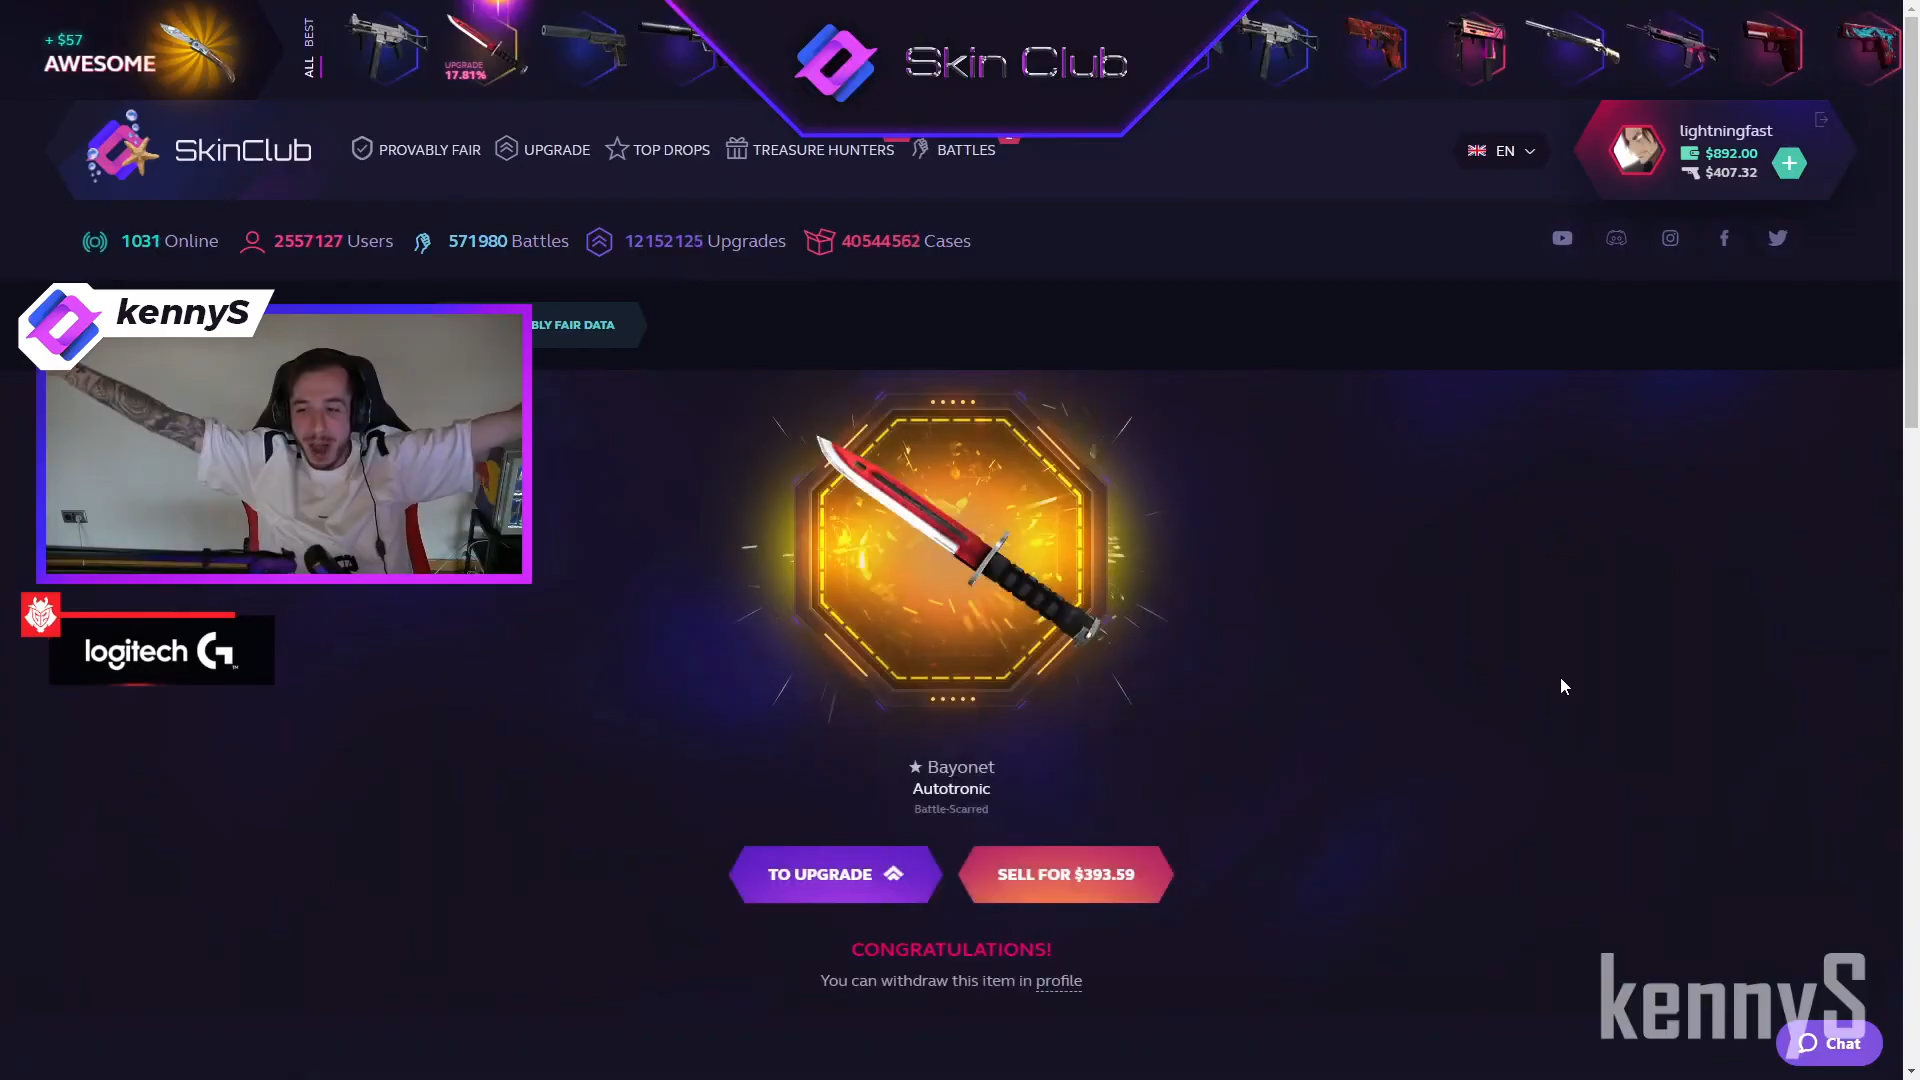 + $57
AWESOME
ALL BEST
UPGRADE
17.81%
Skin Club
SkinClub
PROVABLY FAIR
UPGRADE
TOP DROPS
TREASURE HUNTERS
BATTLES
EN
lightningfast
$892.00
$407.32
1031 Online
2557127 Users
571980 Battles
12152125 Upgrades
40544562 Cases
kennyS
BLY FAIR DATA
logitech G
★ Bayonet
Autotronic
Battle-Scarred
TO UPGRADE
SELL FOR $393.59
CONGRATULATIONS!
You can withdraw this item in profile
kennyS
Chat